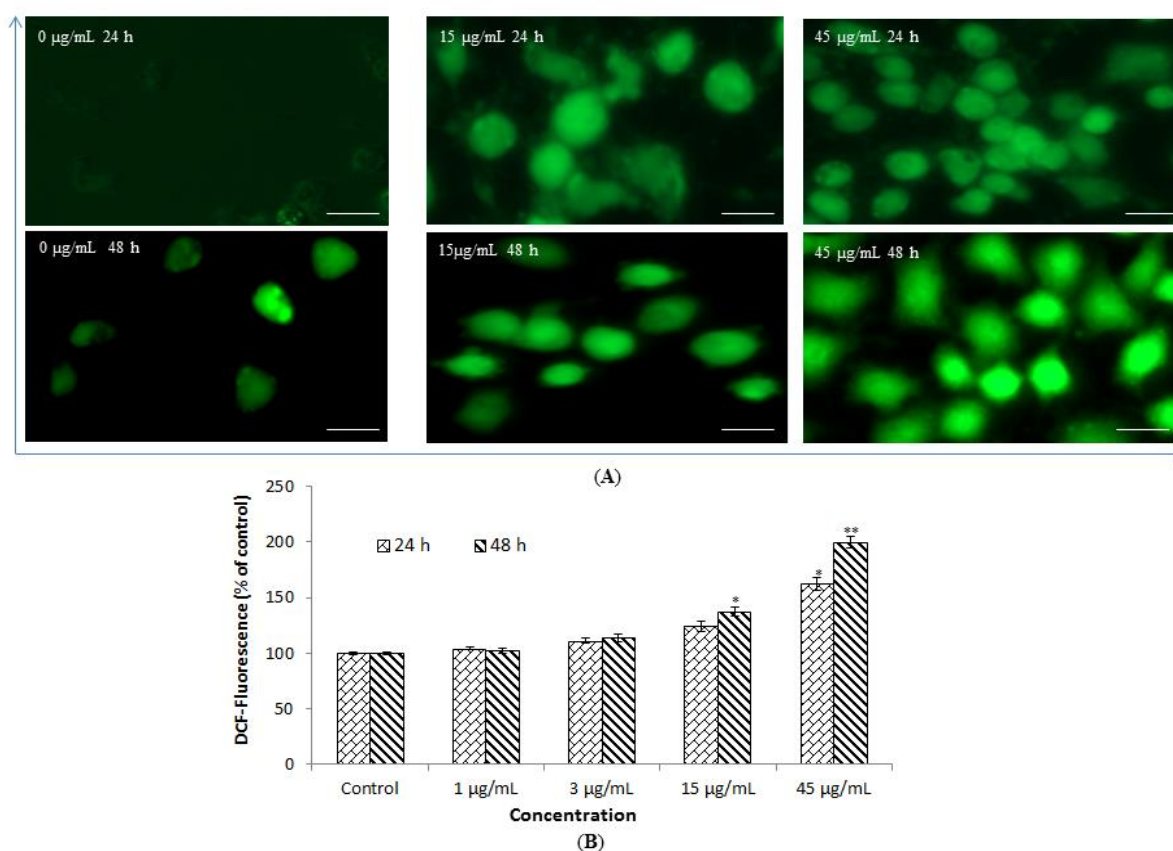 0 µg/mL 24 h
15 µg/mL 24 h
45 µg/mL 24 h
0 µg/mL 48 h
15µg/mL 48 h
45 µg/mL 48 h
(A)
DCF-Fluorescence (% of control)
250
200
150
100
50
0
24 h
48 h
*
*
**
Control
1 µg/mL
3 µg/mL
15 µg/mL
45 µg/mL
Concentration
(B)